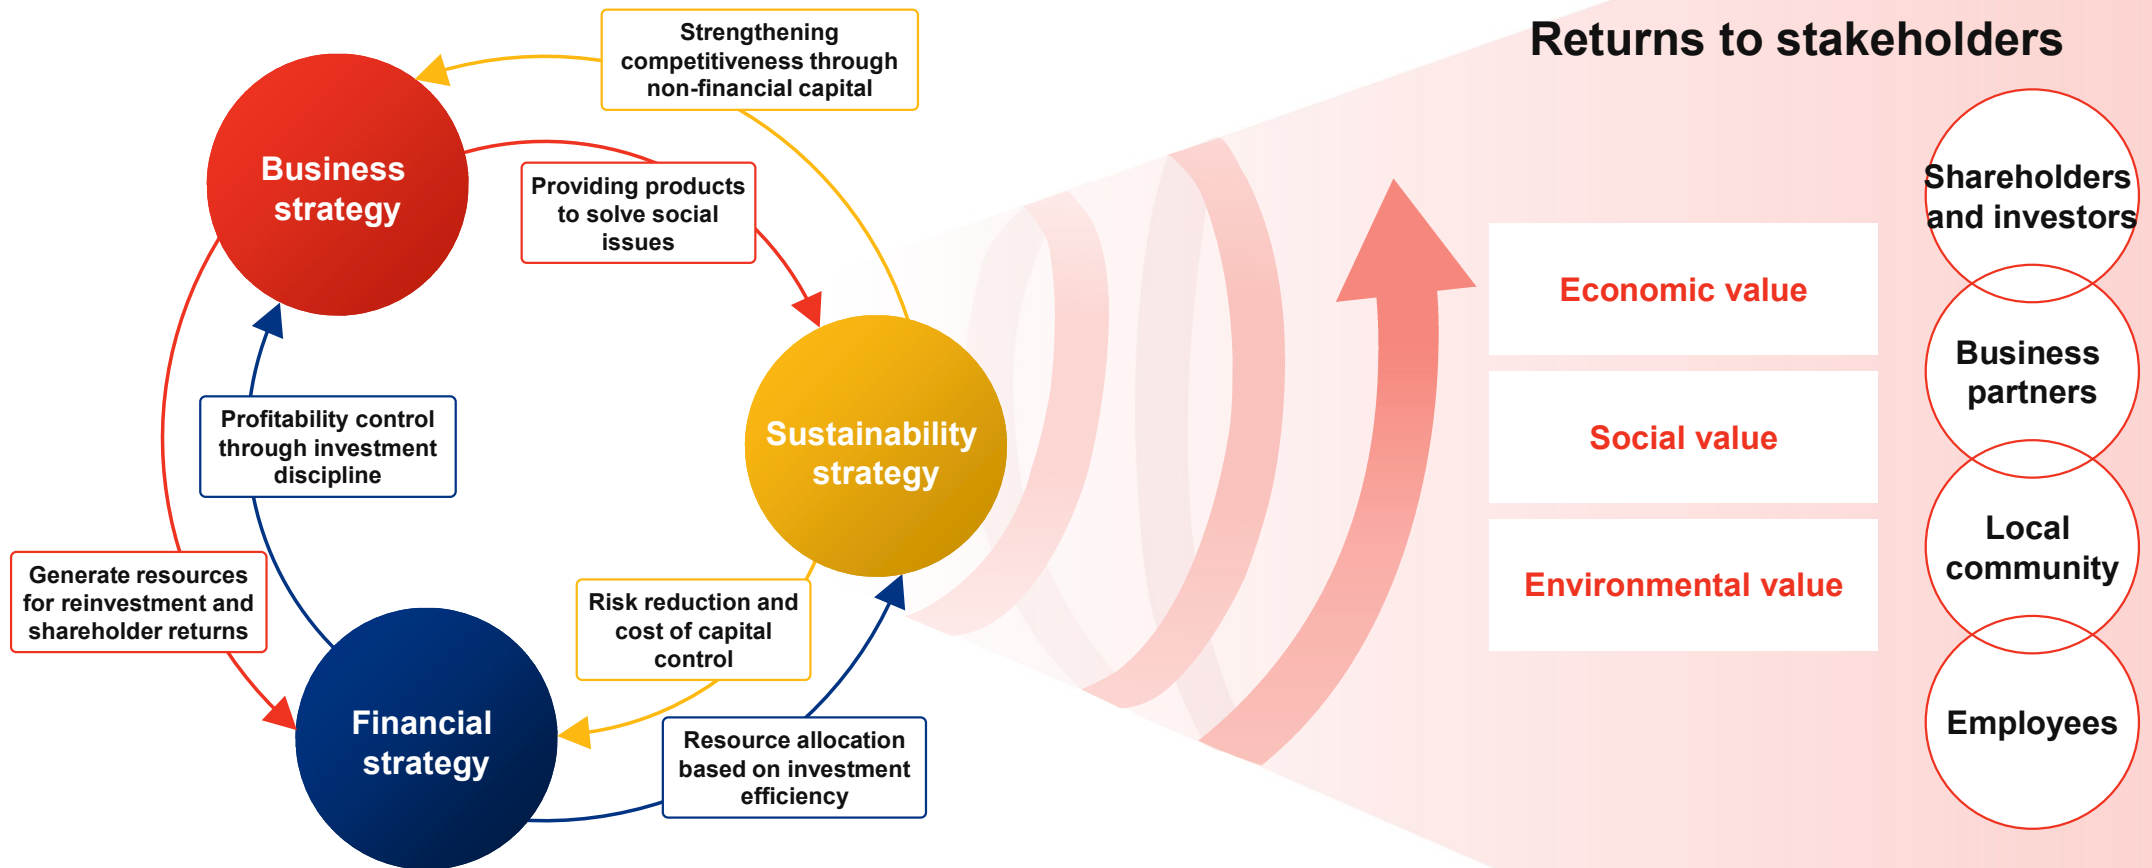 Strengthening
competitiveness through
non-financial capital
Business
strategy
Providing products
to solve social
issues
Sustainability
strategy
Profitability control
through investment
discipline
Generate resources
for reinvestment and
shareholder returns
Risk reduction and
cost of capital
control
Financial
strategy
Resource allocation
based on investment
efficiency
Returns to stakeholders
Economic value
Social value
Environmental value
Shareholders
and investors
Business
partners
Local
community
Employees